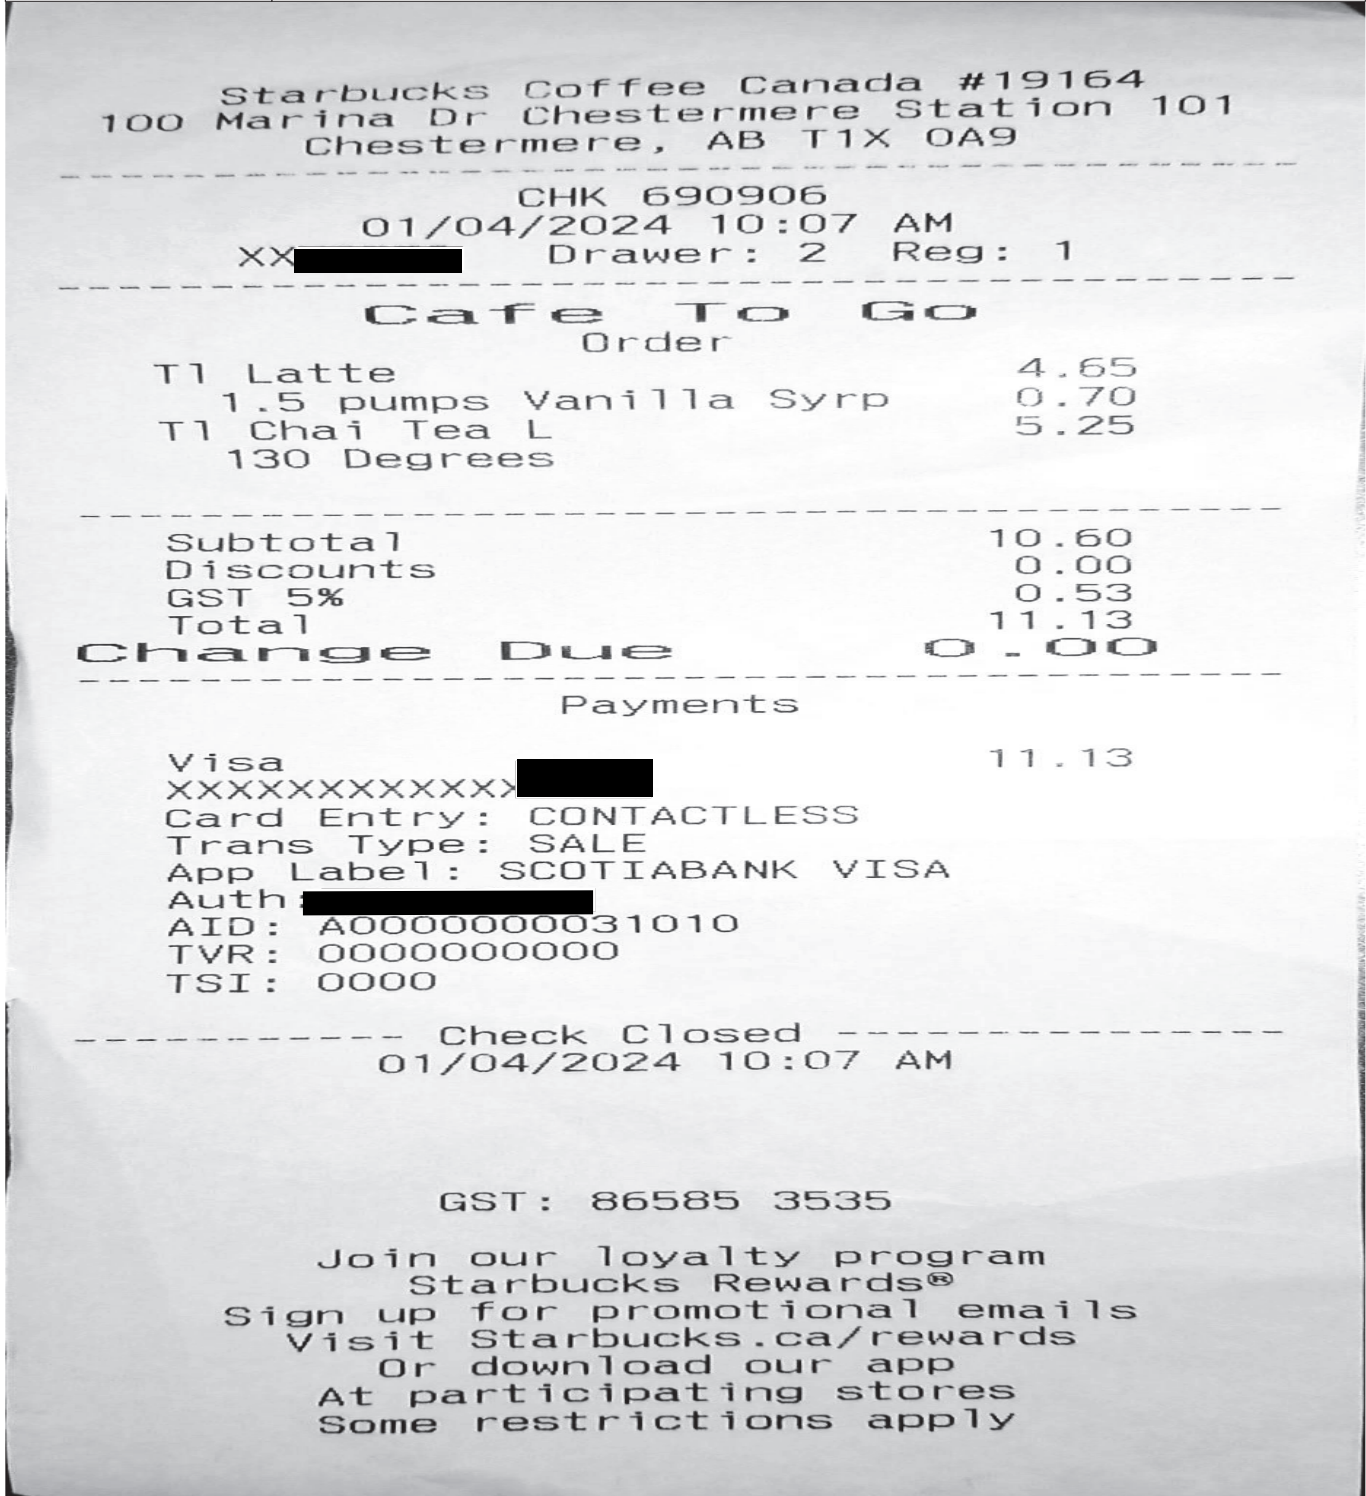 Starbucks Coffee Canada #19164
100 Marina Dr Chestermere Station 101
Chestermere, AB T1X 0A9
CHK 690906
01/04/2024 10:07 AM
XX Drawer: 2 Reg: 1
Cafe To Go
Order
Tl Latte 4.65
1.5 pumps Vanilla Syrp 0.70
Tl Chai Tea L 5.25
130 Degrees
Subtotal 10.60
Discounts 0.00
GST 5% 0.53
Total 11.13
Change Due 0.00
Payments
Visa 11.13
XXXXXXXXXXXX
Card Entry: CONTACTLESS
Trans Type: SALE
App Label: SCOTIABANK VISA
Auth:
AID: A0000000031010
TVR: 0000000000
TSI: 0000
----------- Check Closed ---------------
01/04/2024 10:07 AM
GST: 86585 3535
Join our loyalty program
Starbucks Rewards®
Sign up for promotional emails
Visit Starbucks.ca/rewards
Or download our app
At participating stores
Some restrictions apply